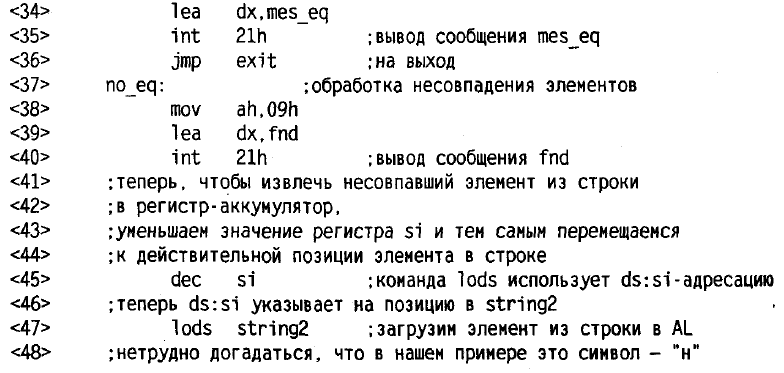 <34> lea dx,mes_eq
<35> int 21h ;вывод сообщения mes_eq
<36> jmp exit ;на выход
<37> no_eq: ;обработка несовпадения элементов
<38> mov ah,09h
<39> lea dx,fnd
<40> int 21h ;вывод сообщения fnd
<41> ;теперь, чтобы извлечь несовпавший элемент из строки
<42> ;в регистр-аккумулятор,
<43> ;уменьшаем значение регистра si и тем самым перемещаемся
<44> ;к действительной позиции элемента в строке
<45> dec si ;команда lods использует ds:si-адресацию
<46> ;теперь ds:si указывает на позицию в string2
<47> lods string2 ;загрузим элемент из строки в AL
<48> ;нетрудно догадаться, что в нашем примере это символ — "н"